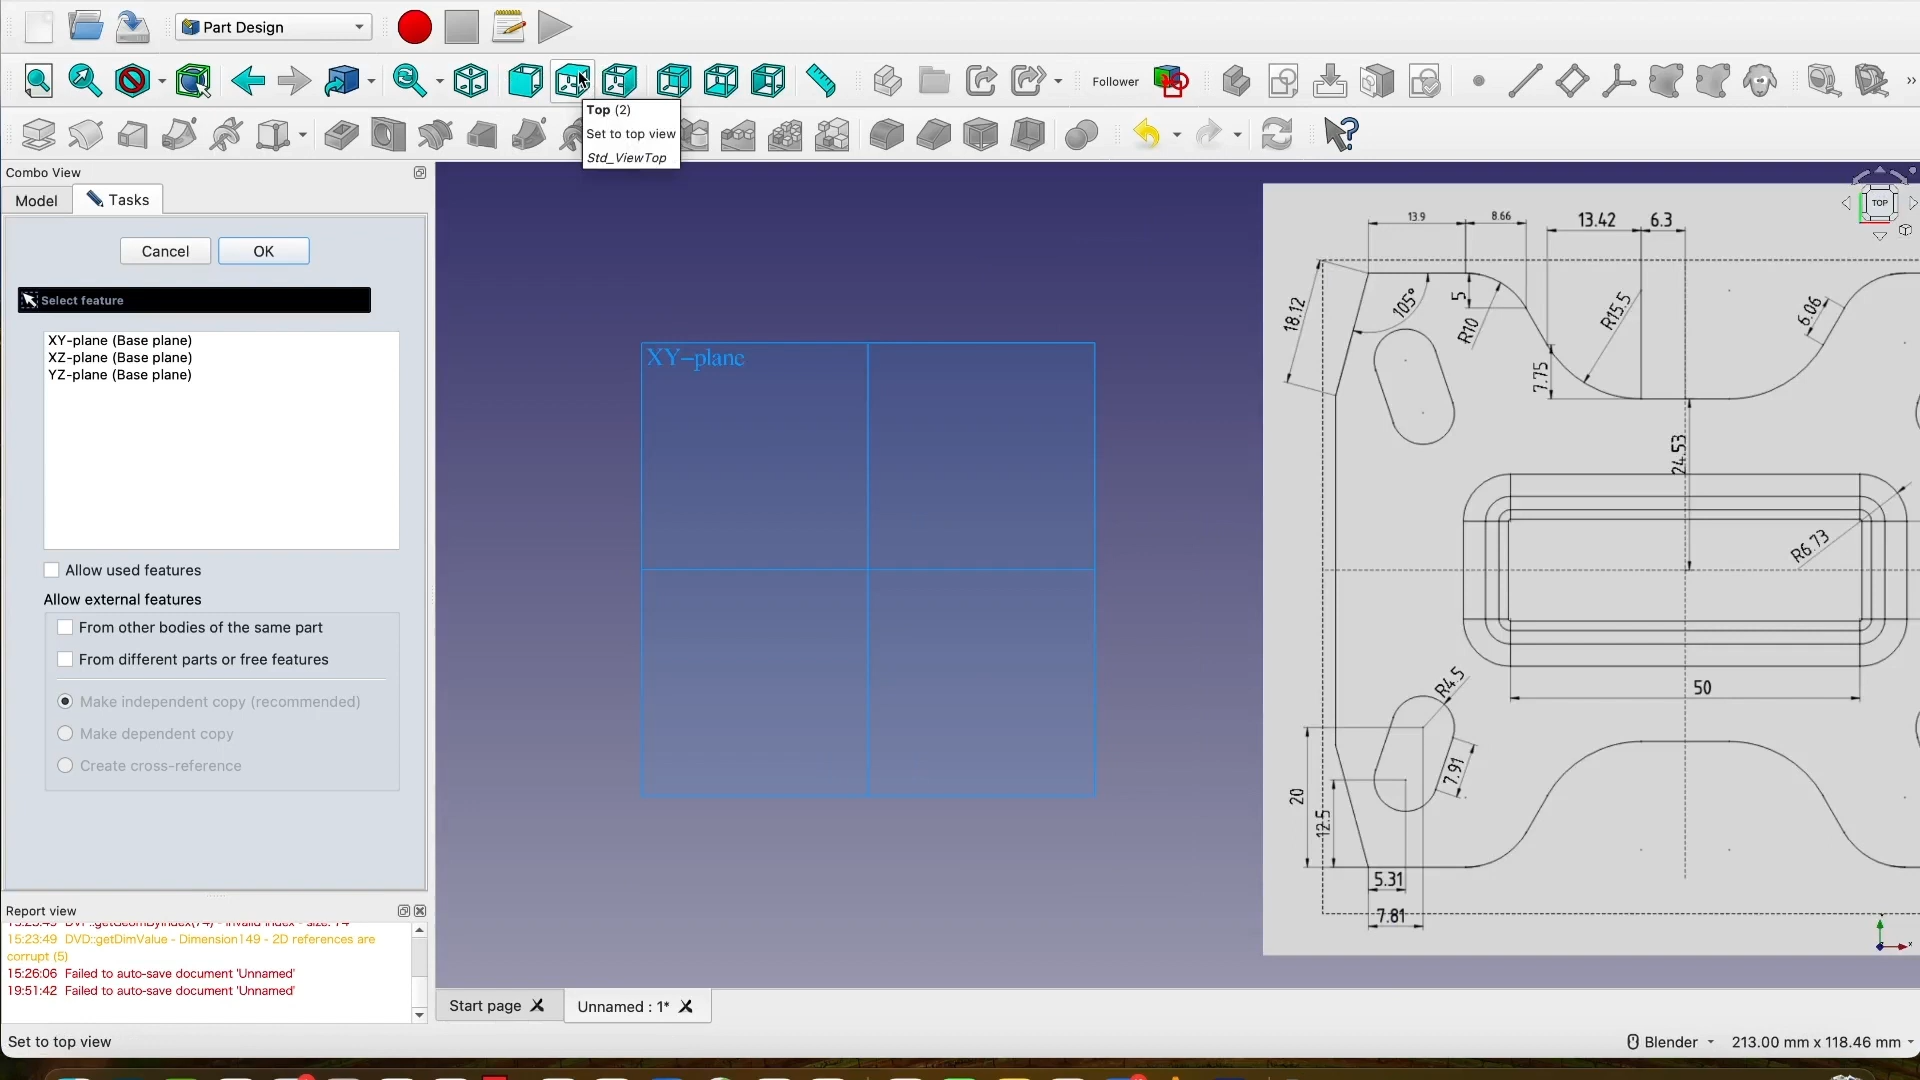 Part Design
Follower
»
Top (2)
Set to top view
Std_ViewTop
Combo View
Model
Tasks
Cancel
OK
Select feature
XY-plane (Base plane)
XZ-plane (Base plane)
YZ-plane (Base plane)
Allow used features
Allow external features
From other bodies of the same part
From different parts or free features
Make independent copy (recommended)
Make dependent copy
Create cross-reference
Report view
15:23:49 DVD::getDimValue - Dimension149 - 2D references are
corrupt (5)
15:26:06 Failed to auto-save document 'Unnamed'
19:51:42 Failed to auto-save document 'Unnamed'
XY-plane
TOP
13.9
8.66
13.42
6.3
18.12
105°
5
R10
R15.5
6.06
7.75
24.53
R6.73
50
R4.5
7.91
20
12.5
5.31
7.81
Start page
Unnamed : 1*
Set to top view
Blender
213.00 mm x 118.46 mm